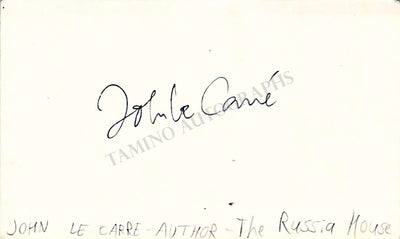 John le Carré
TAMINO AUTOGRAPHS
JOHN LE CARRE-AUTHOR-The Russia House